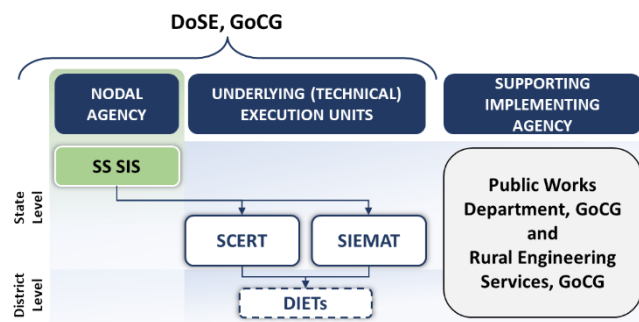 DoSE, GoCG
NODAL
AGENCY
UNDERLYING (TECHNICAL)
EXECUTION UNITS
SUPPORTING
IMPLEMENTING
AGENCY
State
Level
SS SIS
SCERT
SIEMAT
Public Works
Department, GoCG
and
Rural Engineering
Services, GoCG
District
Level
DIETs